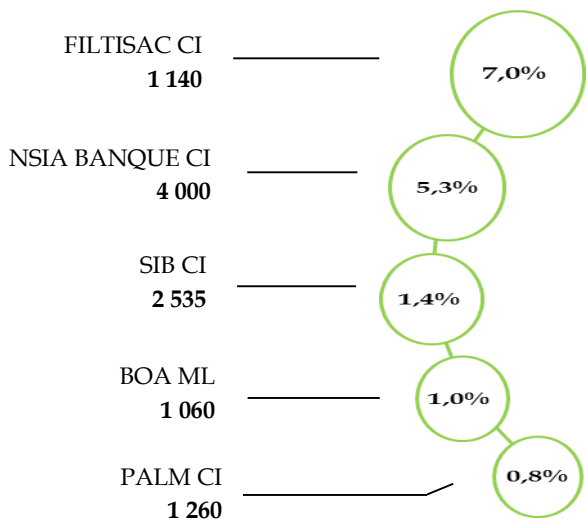 FILTISAC CI
1 140
7,0%
NSIA BANQUE CI
4 000
5,3%
SIB CI
2 535
1,4%
BOA ML
1 060
1,0%
PALM CI
1 260
0,8%